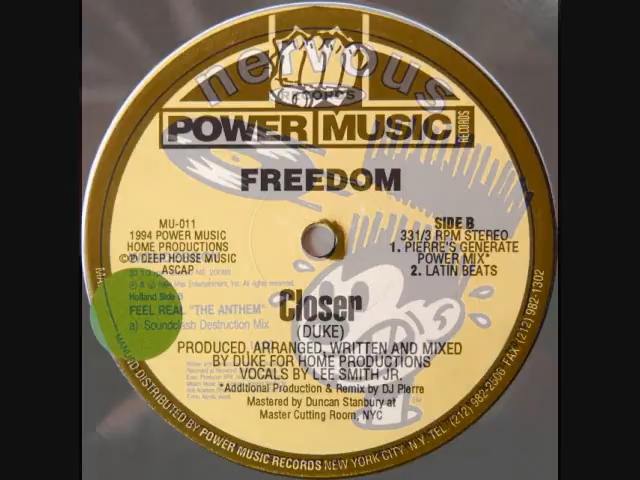 nervous
RECORDS
POWER MUSIC RECORDS
FREEDOM
MU-011
1994 POWER MUSIC
HOME PRODUCTIONS
DEEP HOUSE MUSIC
ASCAP
SIDE B
33 1/3 RPM STEREO
1. PIERRE'S GENERATE
POWER MIX*
2. LATIN BEATS
Holland Side B
FEEL REAL "THE ANTHEM"
a) Soundclash Destruction Mix
Closer
(DUKE)
PRODUCED, ARRANGED, WRITTEN AND MIXED
BY DUKE FOR HOME PRODUCTIONS
VOCALS BY LEE SMITH JR.
*Additional Production & Remix by DJ Pierre
Mastered by Duncan Stanbury at
Master Cutting Room, NYC
AND DISTRIBUTED BY POWER MUSIC RECORDS NEW YORK CITY, N.Y. TEL. (212) 982-2006 FAX (212) 982-1302